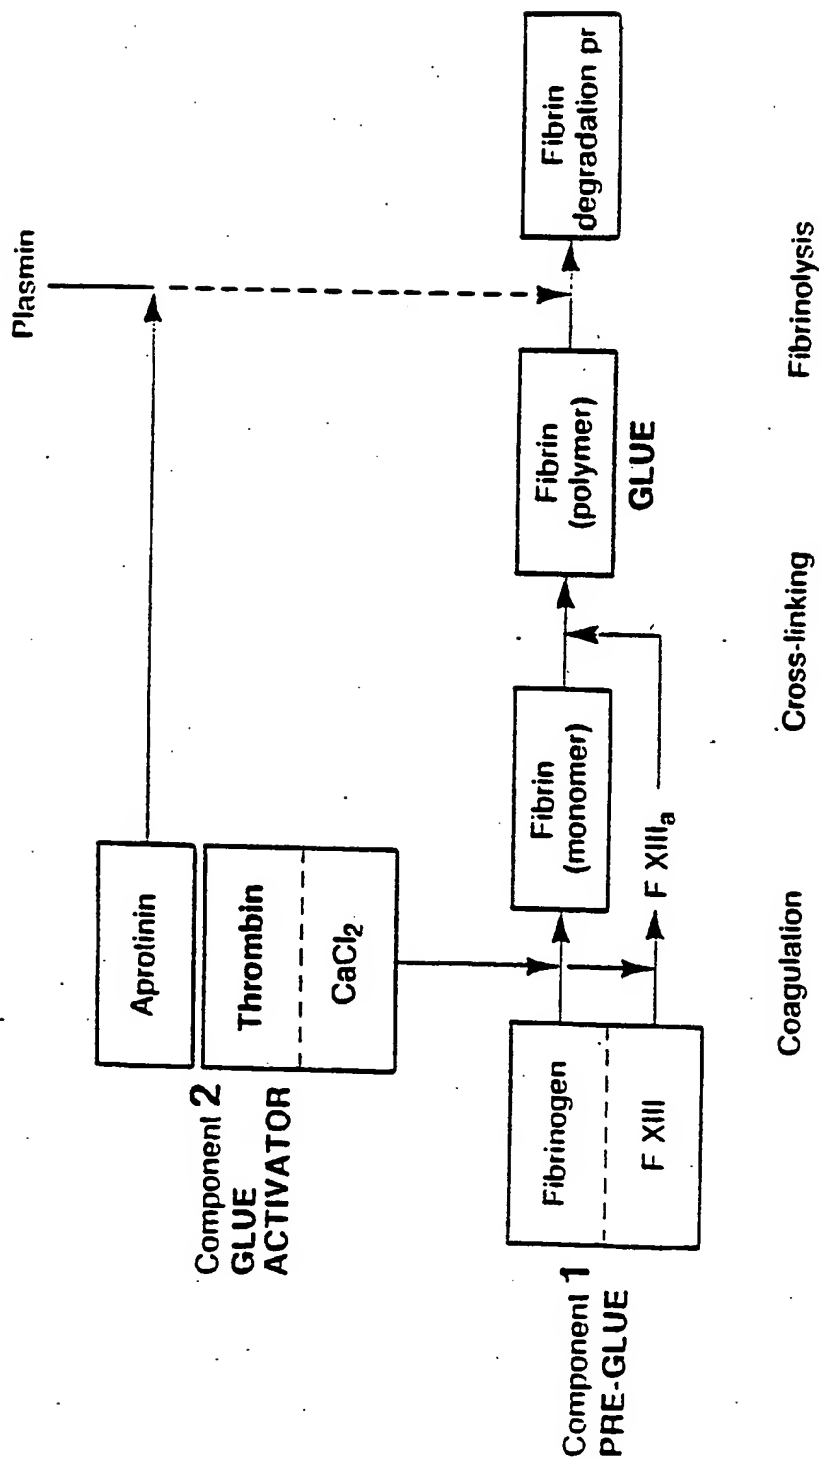 Plasmin
Aprotinin
Component 2
GLUE
ACTIVATOR
Thrombin
CaCl₂
Component 1
PRE-GLUE
Fibrinogen
F XIII
Fibrin
(monomer)
F XIIIₐ
Fibrin
(polymer)
GLUE
Fibrin
degradation pr
Coagulation
Cross-linking
Fibrinolysis